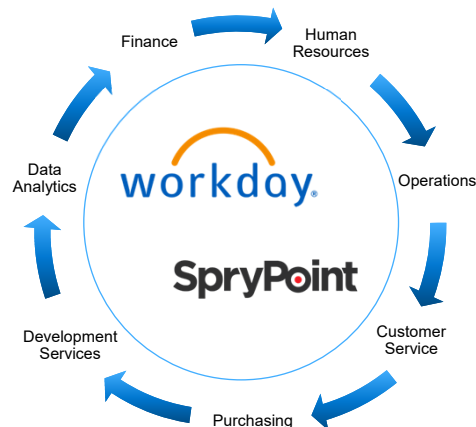 Finance
Human
Resources
Operations
Customer
Service
Purchasing
Development
Services
Data
Analytics
workday®
SpryPoint